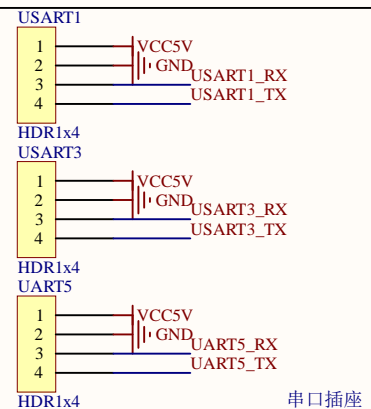 USART1
1 VCC5V
2 GND
3 USART1_RX
4 USART1_TX
HDR1x4
USART3
1 VCC5V
2 GND
3 USART3_RX
4 USART3_TX
HDR1x4
UART5
1 VCC5V
2 GND
3 UART5_RX
4 UART5_TX
HDR1x4 串口插座